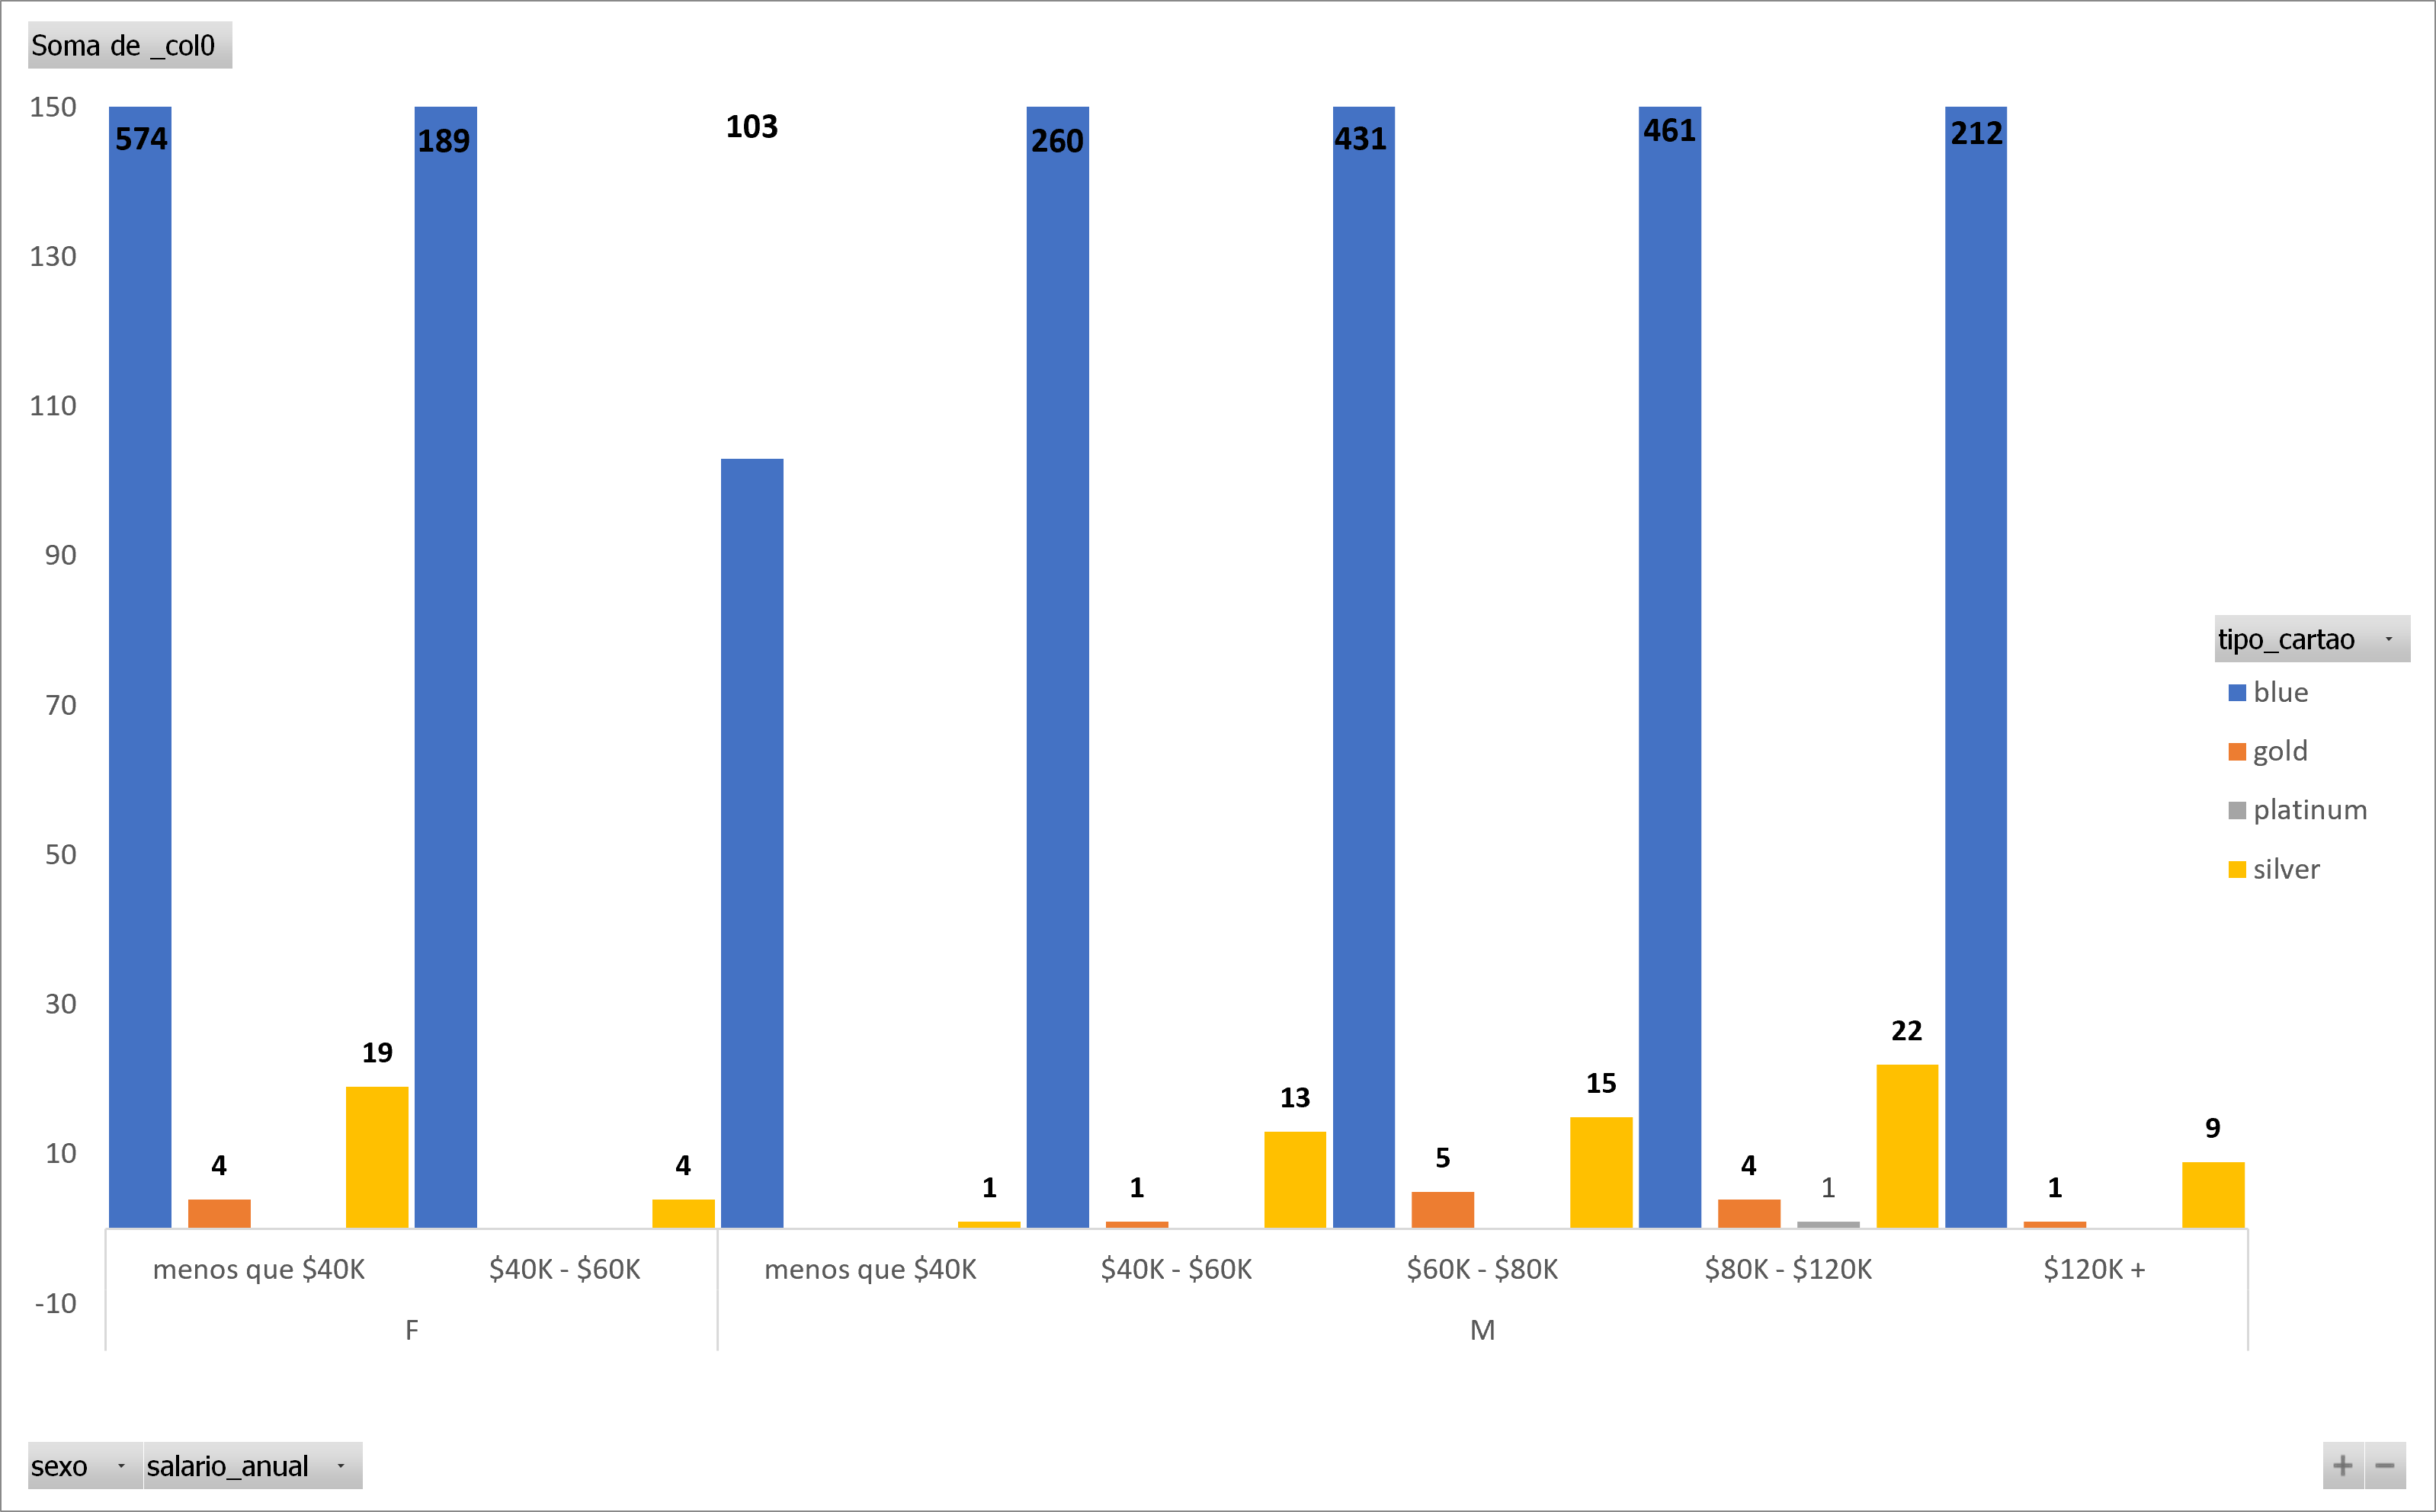 Soma de _col0
150
130
110
90
70
50
30
10
-10
574
4
19
189
4
103
1
260
1
13
431
5
15
461
4
1
22
212
1
9
menos que $40K
$40K - $60K
menos que $40K
$40K - $60K
$60K - $80K
$80K - $120K
$120K +
F
M
tipo_cartao
blue
gold
platinum
silver
sexo
salario_anual
+ −